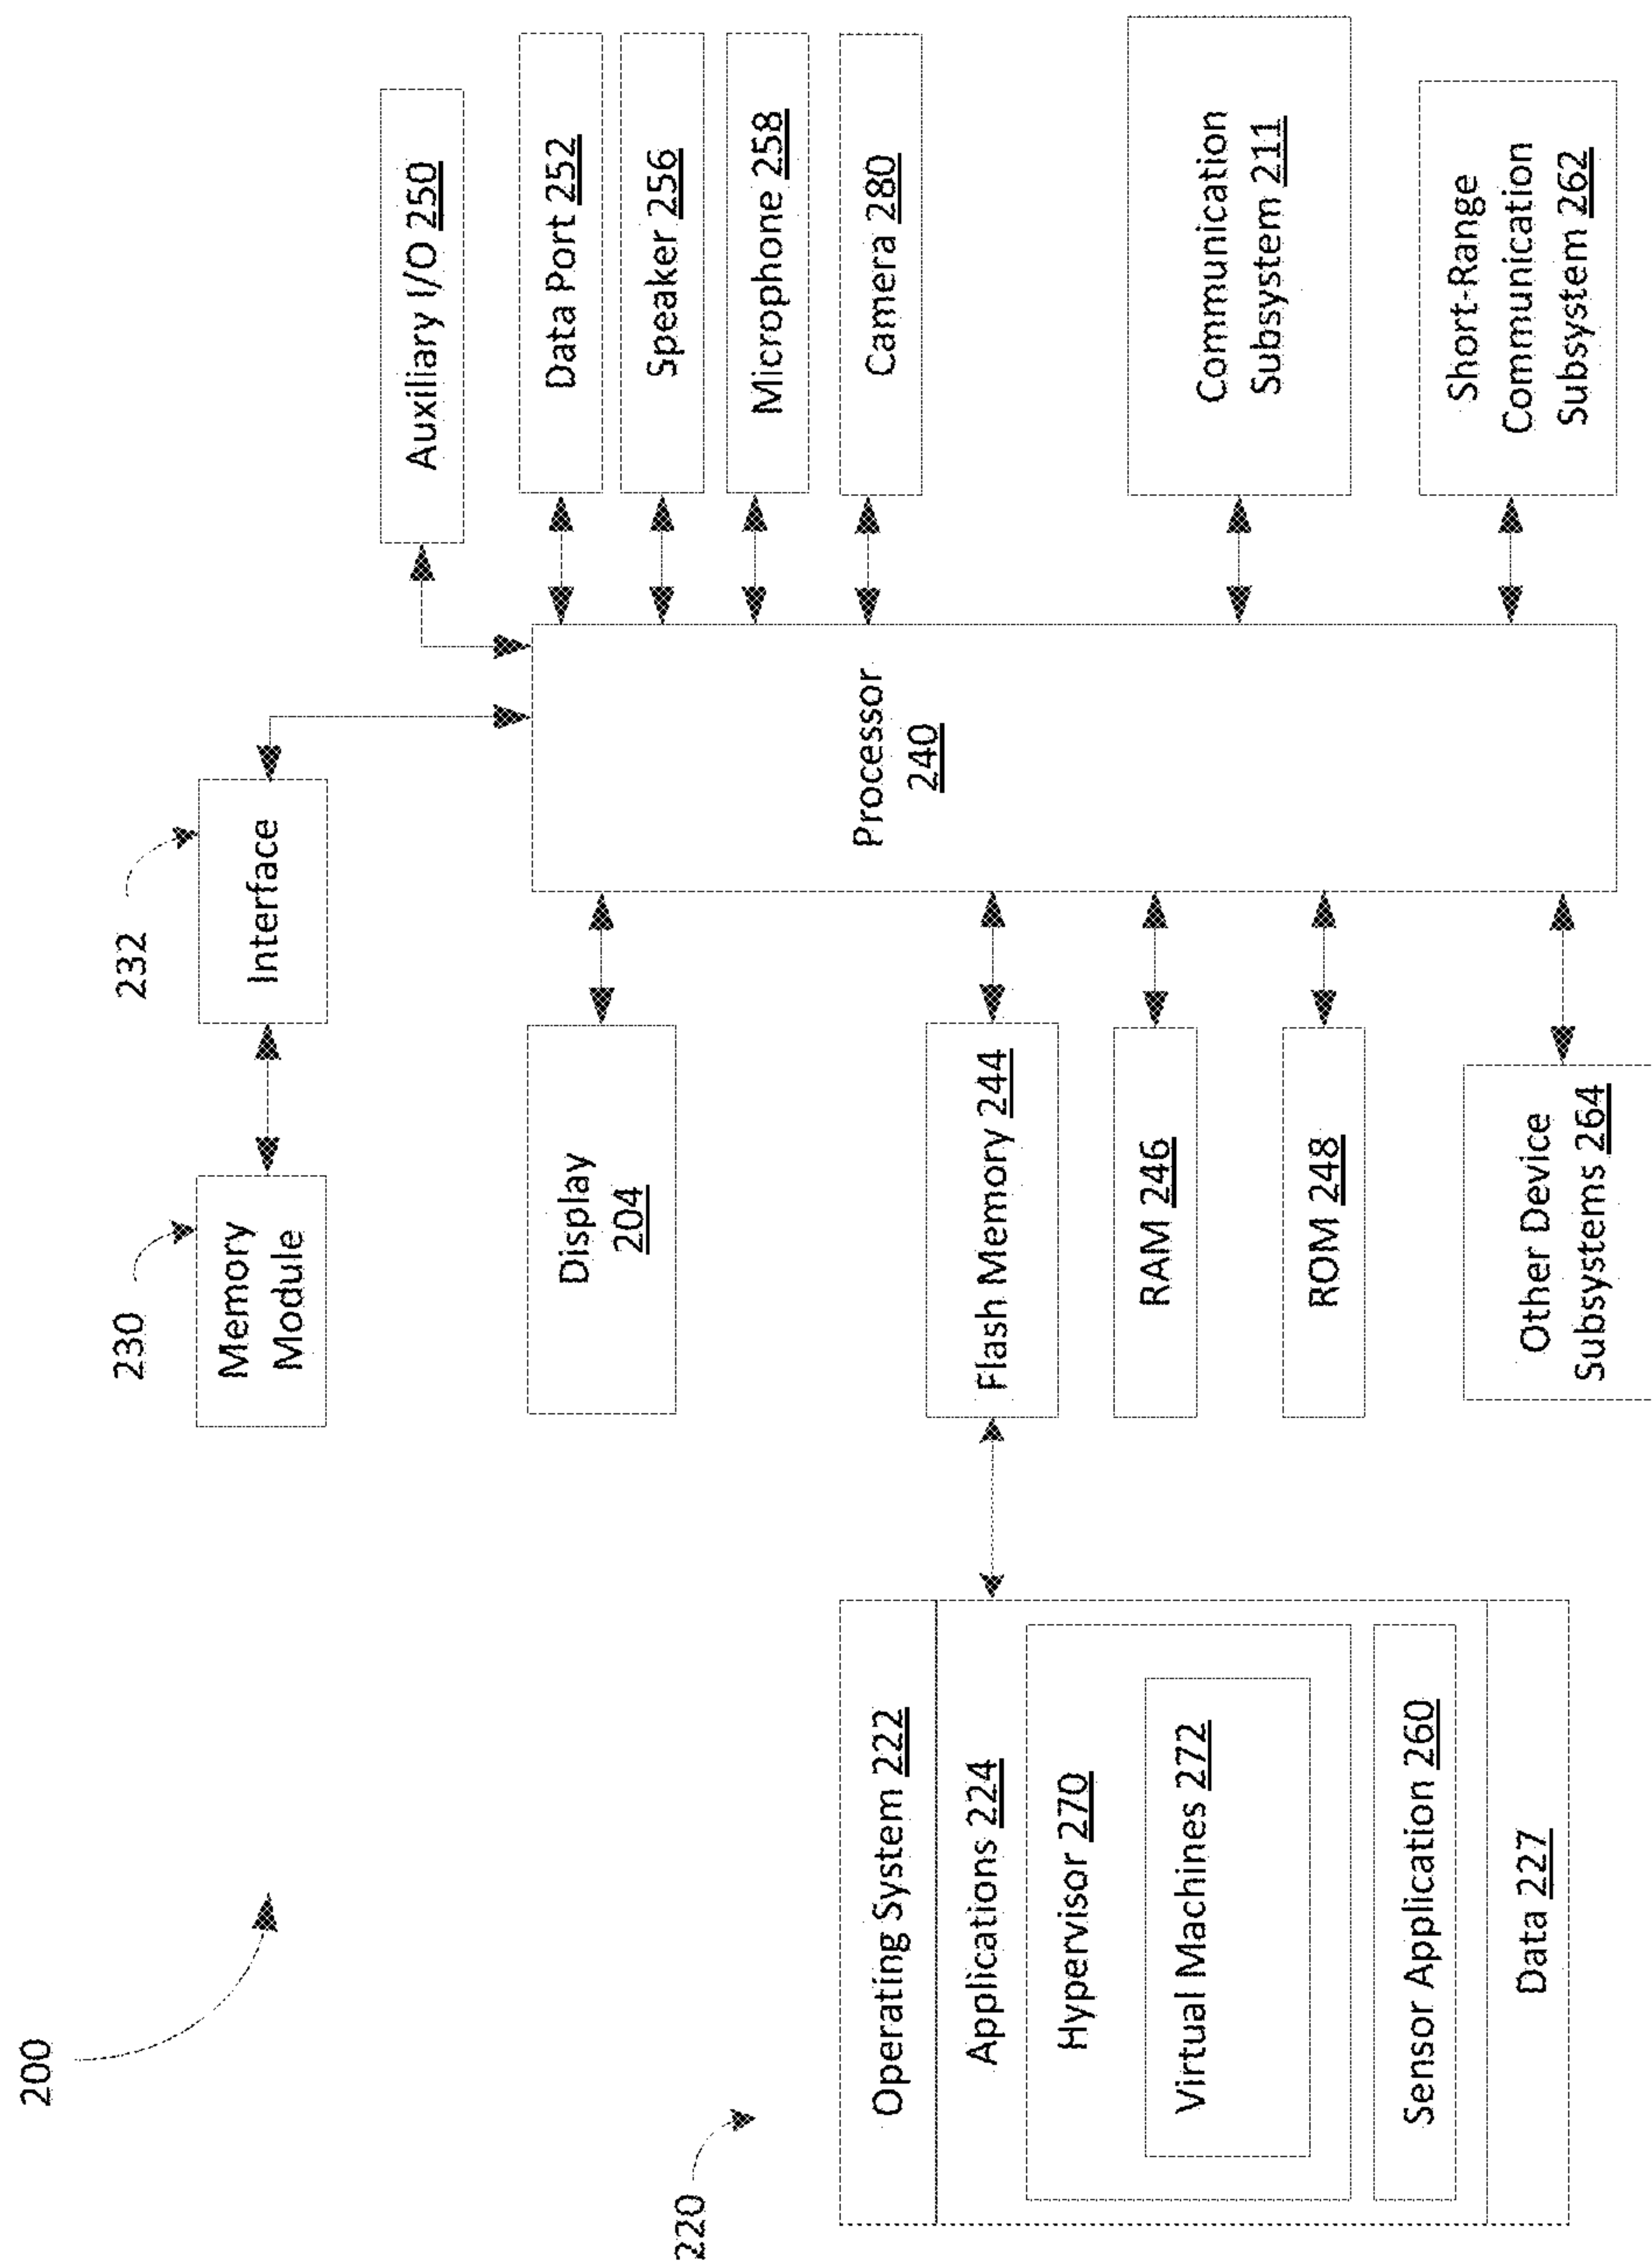 200
230
232
Memory
Module
Interface
Auxiliary I/O 250
Display
204
Data Port 252
Speaker 256
Microphone 258
Camera 280
Processor
240
220
Operating System 222
Applications 224
Hypervisor 270
Virtual Machines 272
Sensor Application 260
Data 227
Flash Memory 244
RAM 246
ROM 248
Other Device
Subsystems 264
Communication
Subsystem 211
Short-Range
Communication
Subsystem 262